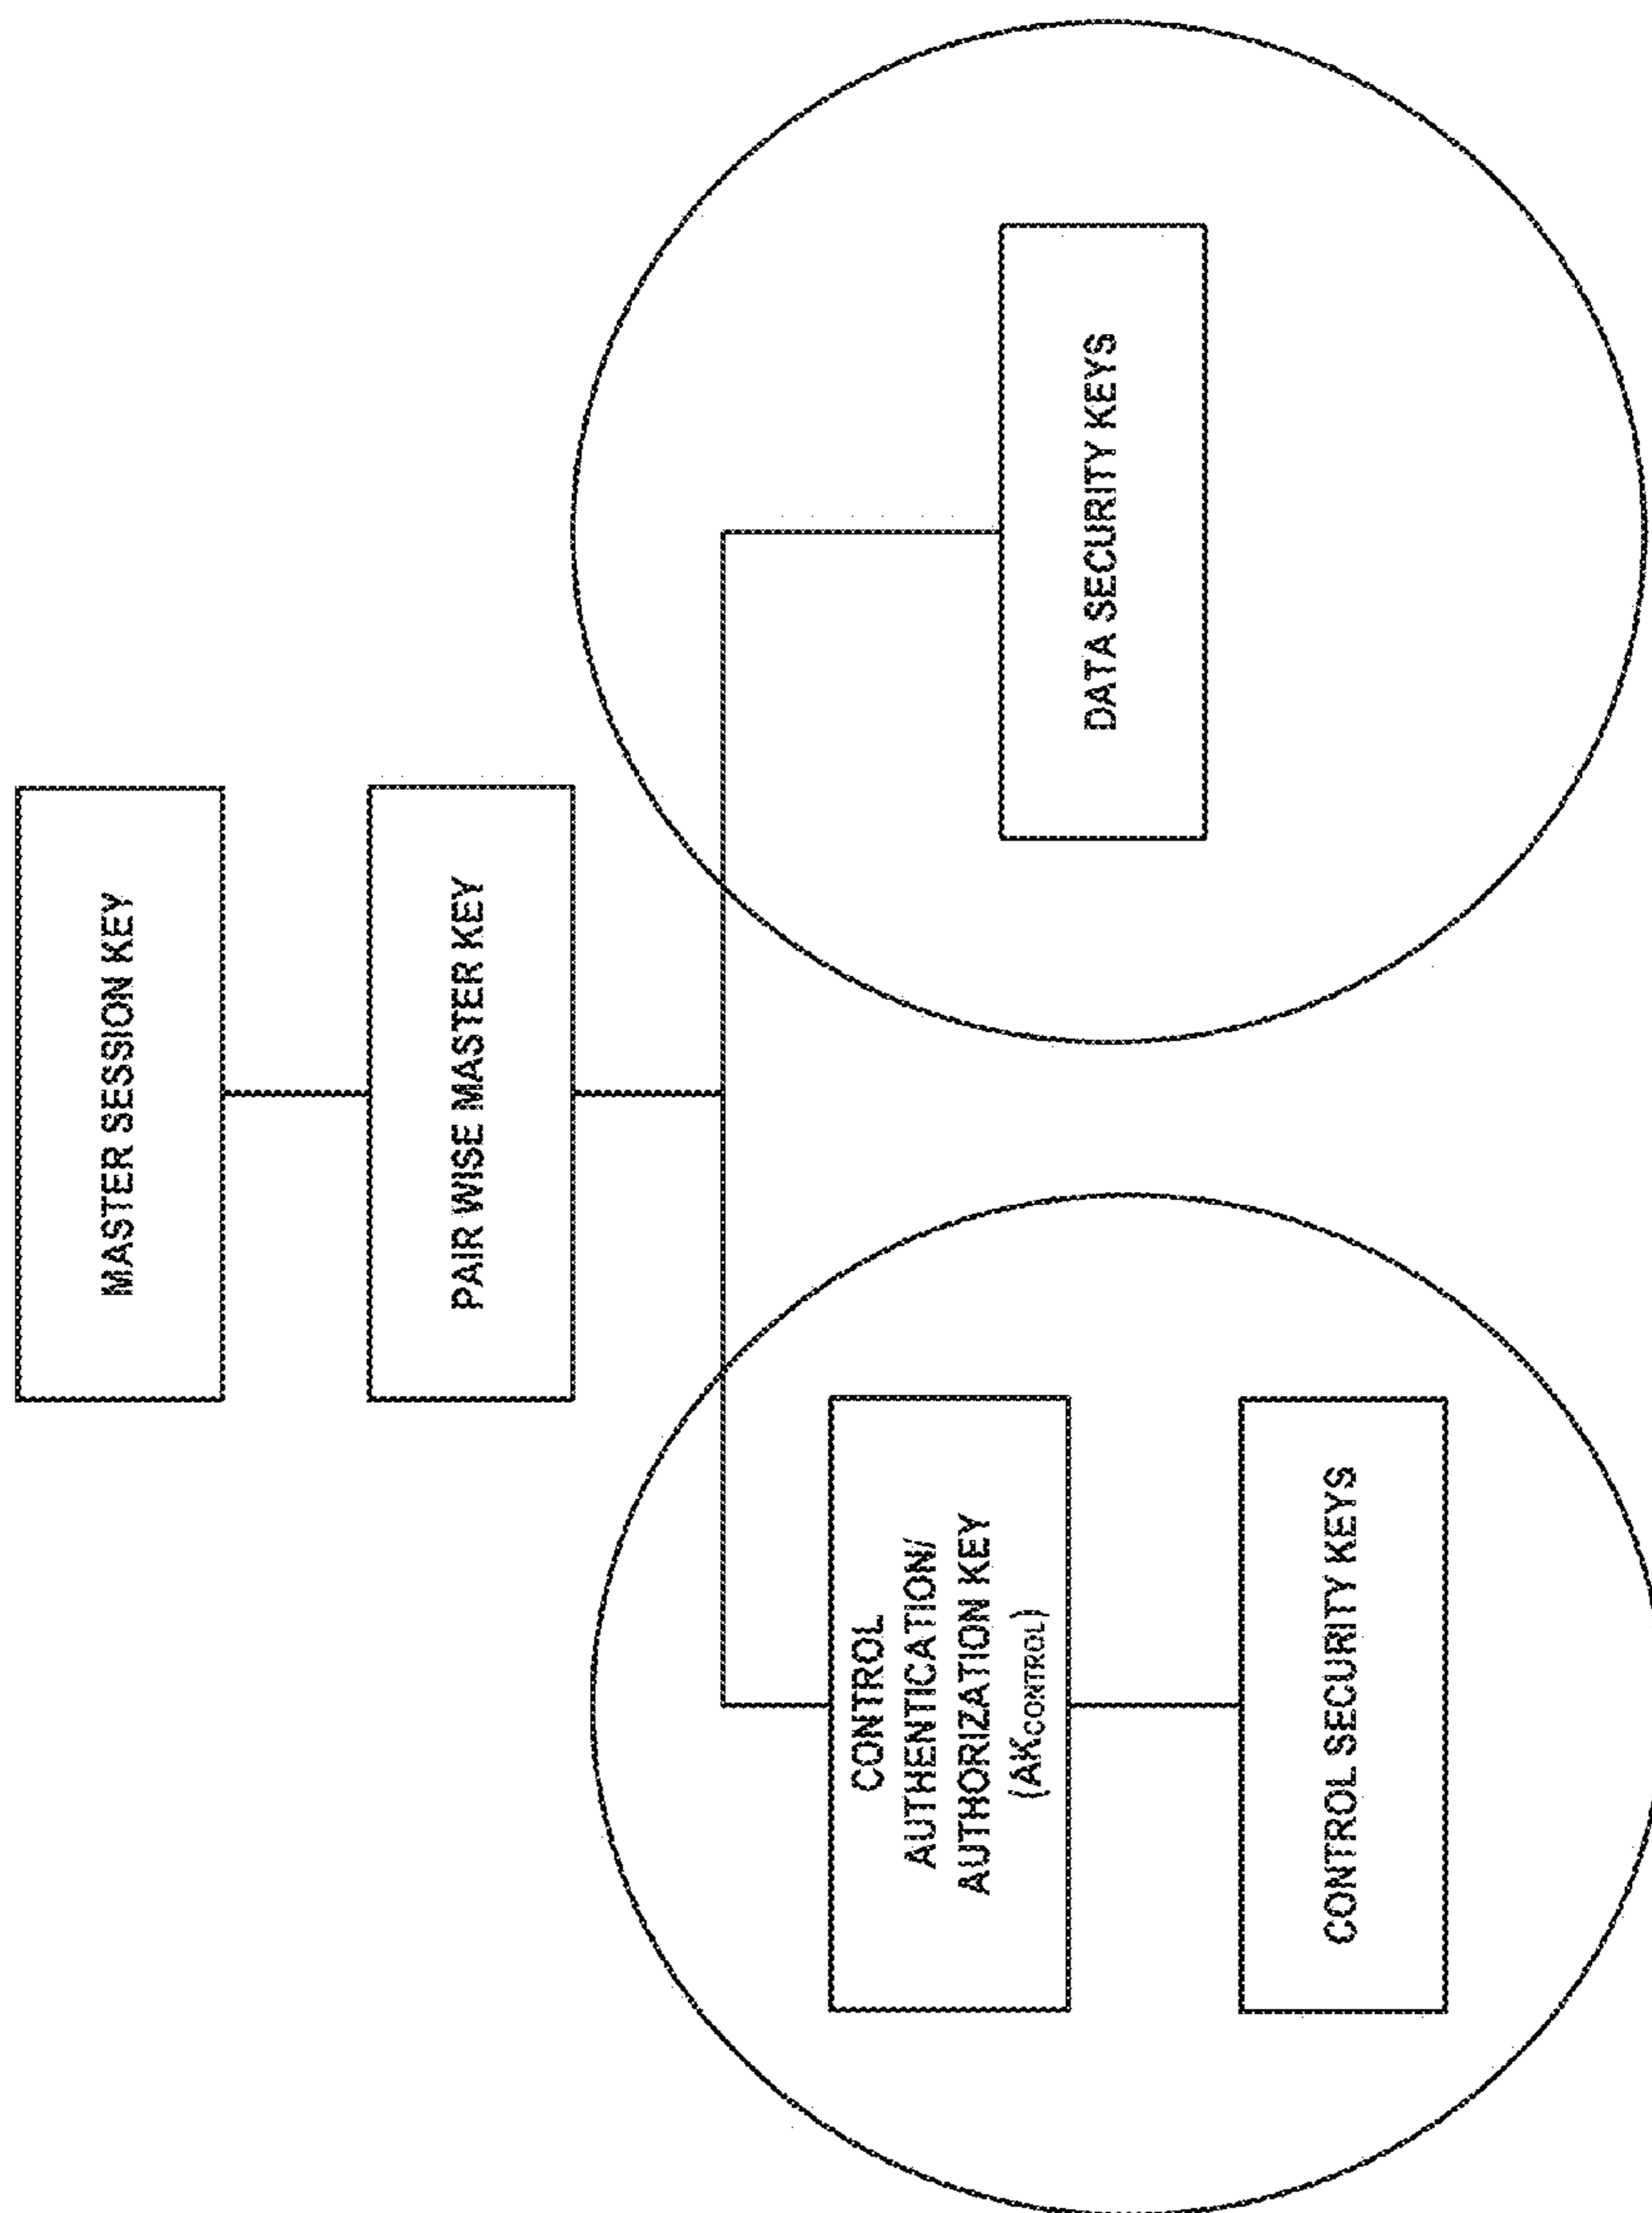 MASTER SESSION KEY
PAIR WISE MASTER KEY
CONTROL
AUTHENTICATION/
AUTHORIZATION KEY
(AKCONTROL)
CONTROL SECURITY KEYS
DATA SECURITY KEYS